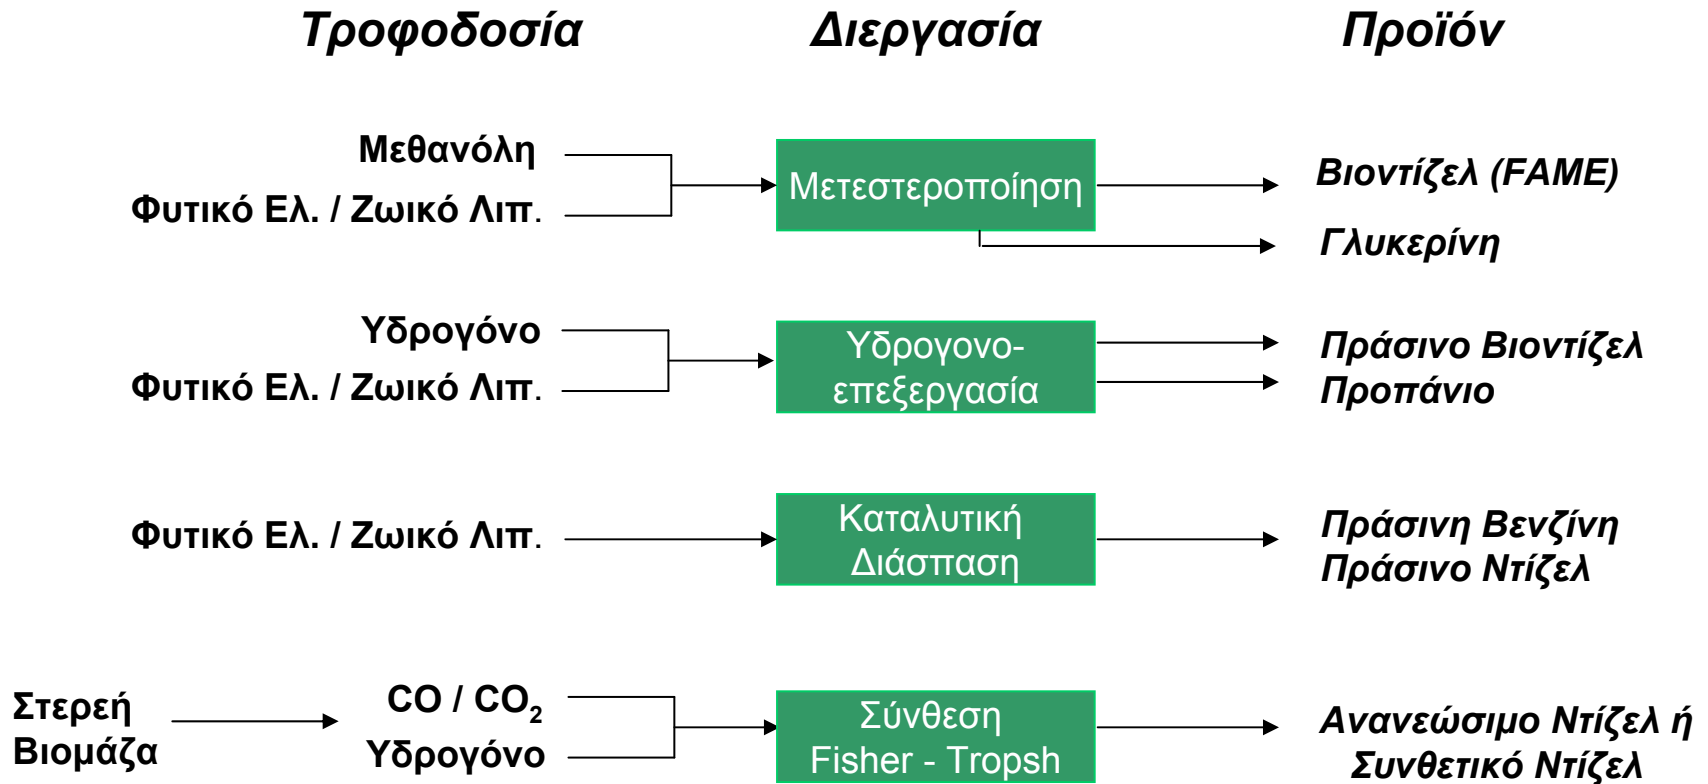 Τροφοδοσία Διεργασία Προϊόν
Μεθανόλη
Φυτικό Ελ. / Ζωικό Λιπ.
Μετεστεροποίηση
Βιοντίζελ (FAME)
Γλυκερίνη
Υδρογόνο
Φυτικό Ελ. / Ζωικό Λιπ.
Υδρογονο-
επεξεργασία
Πράσινο Βιοντίζελ
Προπάνιο
Φυτικό Ελ. / Ζωικό Λιπ.
Καταλυτική
Διάσπαση
Πράσινη Βενζίνη
Πράσινο Ντίζελ
Στερεή
Βιομάζα
CO / CO₂
Υδρογόνο
Σύνθεση
Fisher - Tropsh
Ανανεώσιμο Ντίζελ ή
Συνθετικό Ντίζελ